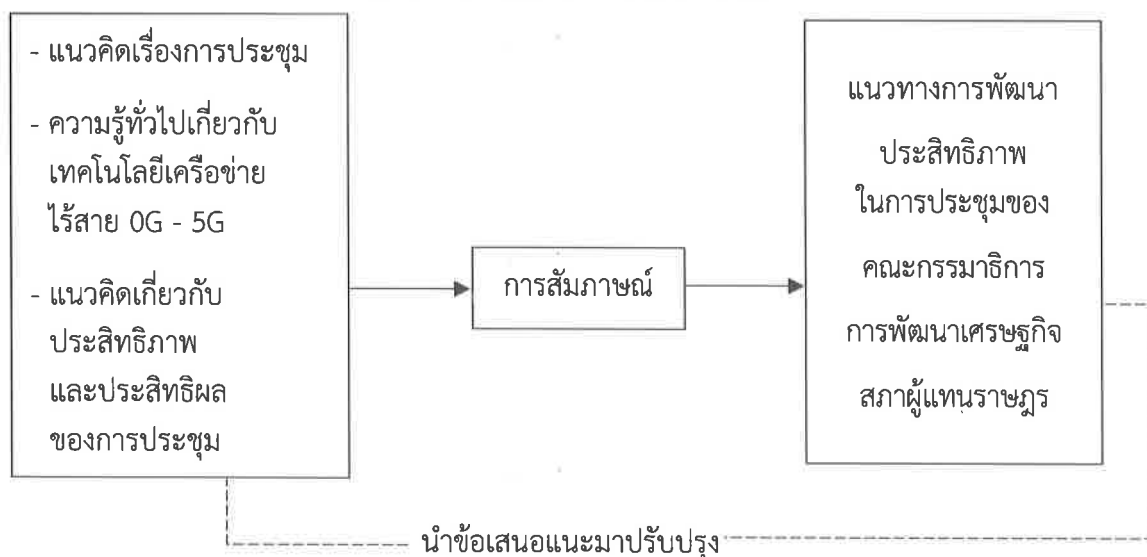 - แนวคิดเรื่องการประชุม
- ความรู้ทั่วไปเกี่ยวกับ
เทคโนโลยีเครือข่าย
ไร้สาย 0G - 5G
- แนวคิดเกี่ยวกับ
ประสิทธิภาพ
และประสิทธิผล
ของการประชุม
การสัมภาษณ์
แนวทางการพัฒนา
ประสิทธิภาพ
ในการประชุมของ
คณะกรรมาธิการ
การพัฒนาเศรษฐกิจ
สภาผู้แทนราษฎร
นำข้อเสนอแนะมาปรับปรุง